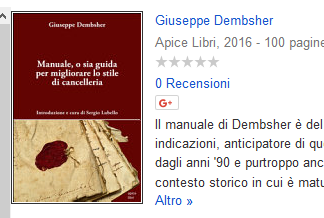 Giuseppe Dembsher
Manuale, o sia guida
per migliorare lo stile
di cancelleria
Introduzione e cura di Sergio Lubello
Giuseppe Dembsher
Apice Libri, 2016 - 100 pagine
0 Recensioni
G+
Il manuale di Dembsher è del
indicazioni, anticipatore di qu
dagli anni '90 e purtroppo anc
contesto storico in cui è matu
Altro »